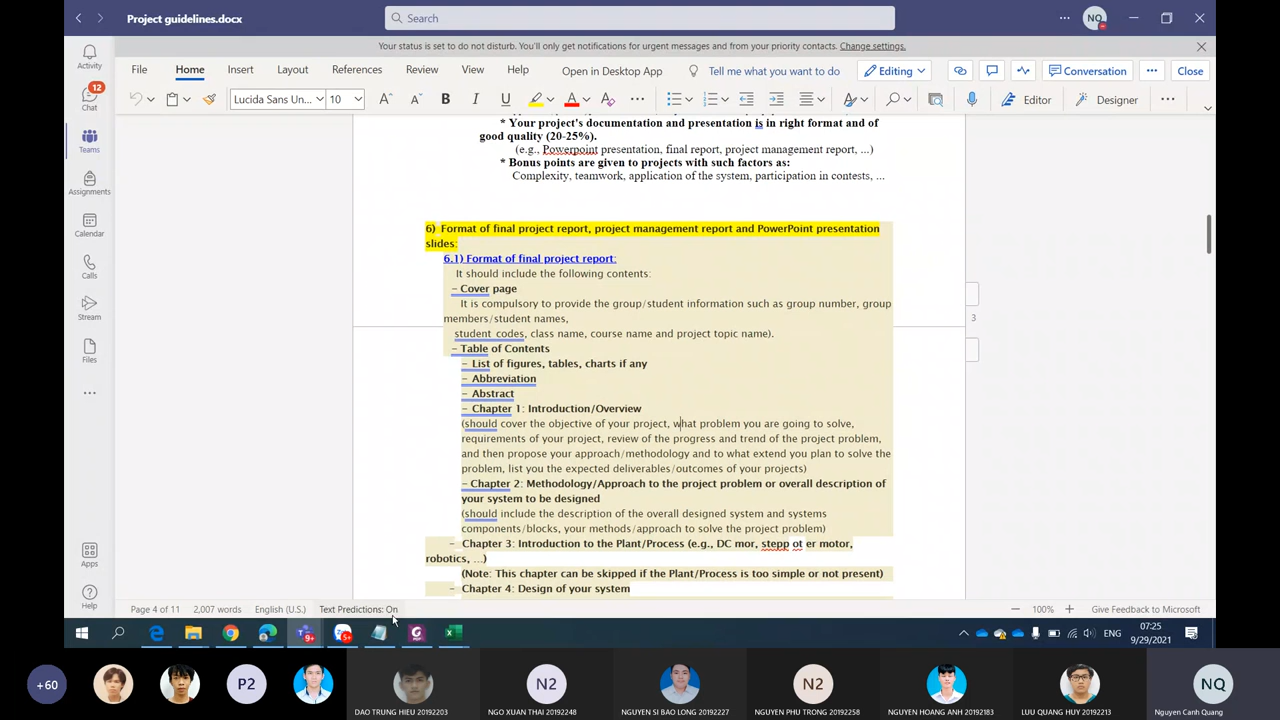 Project guidelines.docx
Search
NQ
Your status is set to do not disturb. You'll only get notifications for urgent messages and from your priority contacts. Change settings.
File Home Insert Layout References Review View Help Open in Desktop App Tell me what you want to do Editing Conversation Close
Lucida Sans Un... 10 B I U A Editor Designer
Activity
12
Chat
Teams
Assignments
Calendar
Calls
Stream
Files
Apps
Help
* Your project's documentation and presentation is in right format and of
good quality (20-25%).
(e.g., Powerpoint presentation, final report, project management report, ...)
* Bonus points are given to projects with such factors as:
Complexity, teamwork, application of the system, participation in contests, ...
6) Format of final project report, project management report and PowerPoint presentation
slides:
6.1) Format of final project report:
It should include the following contents:
– Cover page
It is compulsory to provide the group/student information such as group number, group
members/student names,
student codes, class name, course name and project topic name).
– Table of Contents
– List of figures, tables, charts if any
– Abbreviation
– Abstract
– Chapter 1: Introduction/Overview
(should cover the objective of your project, what problem you are going to solve,
requirements of your project, review of the progress and trend of the project problem,
and then propose your approach/methodology and to what extend you plan to solve the
problem, list you the expected deliverables/outcomes of your projects)
– Chapter 2: Methodology/Approach to the project problem or overall description of
your system to be designed
(should include the description of the overall designed system and systems
components/blocks, your methods/approach to solve the project problem)
– Chapter 3: Introduction to the Plant/Process (e.g., DC mor, stepp ot er motor,
robotics, ...)
(Note: This chapter can be skipped if the Plant/Process is too simple or not present)
– Chapter 4: Design of your system
3
Page 4 of 11 2,007 words English (U.S.) Text Predictions: On 100% Give Feedback to Microsoft
9+ 5+ ENG 07:25
9/29/2021
+60 P2 N2 N2 NQ
DAO TRUNG HIEU 20192203 NGO XUAN THAI 20192248 NGUYEN SI BAO LONG 20192227 NGUYEN PHU TRONG 20192258 NGUYEN HOANG ANH 20192183 LUU QUANG HUY 20192213 Nguyen Canh Quang